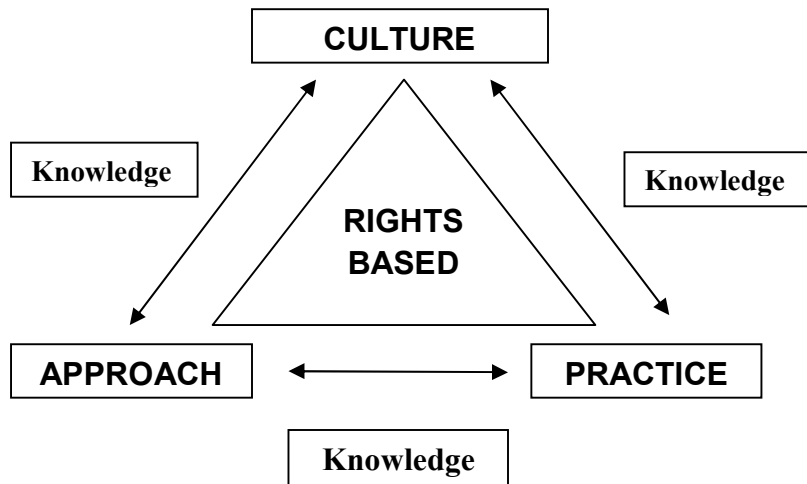 CULTURE
Knowledge
Knowledge
RIGHTS
BASED
APPROACH
PRACTICE
Knowledge